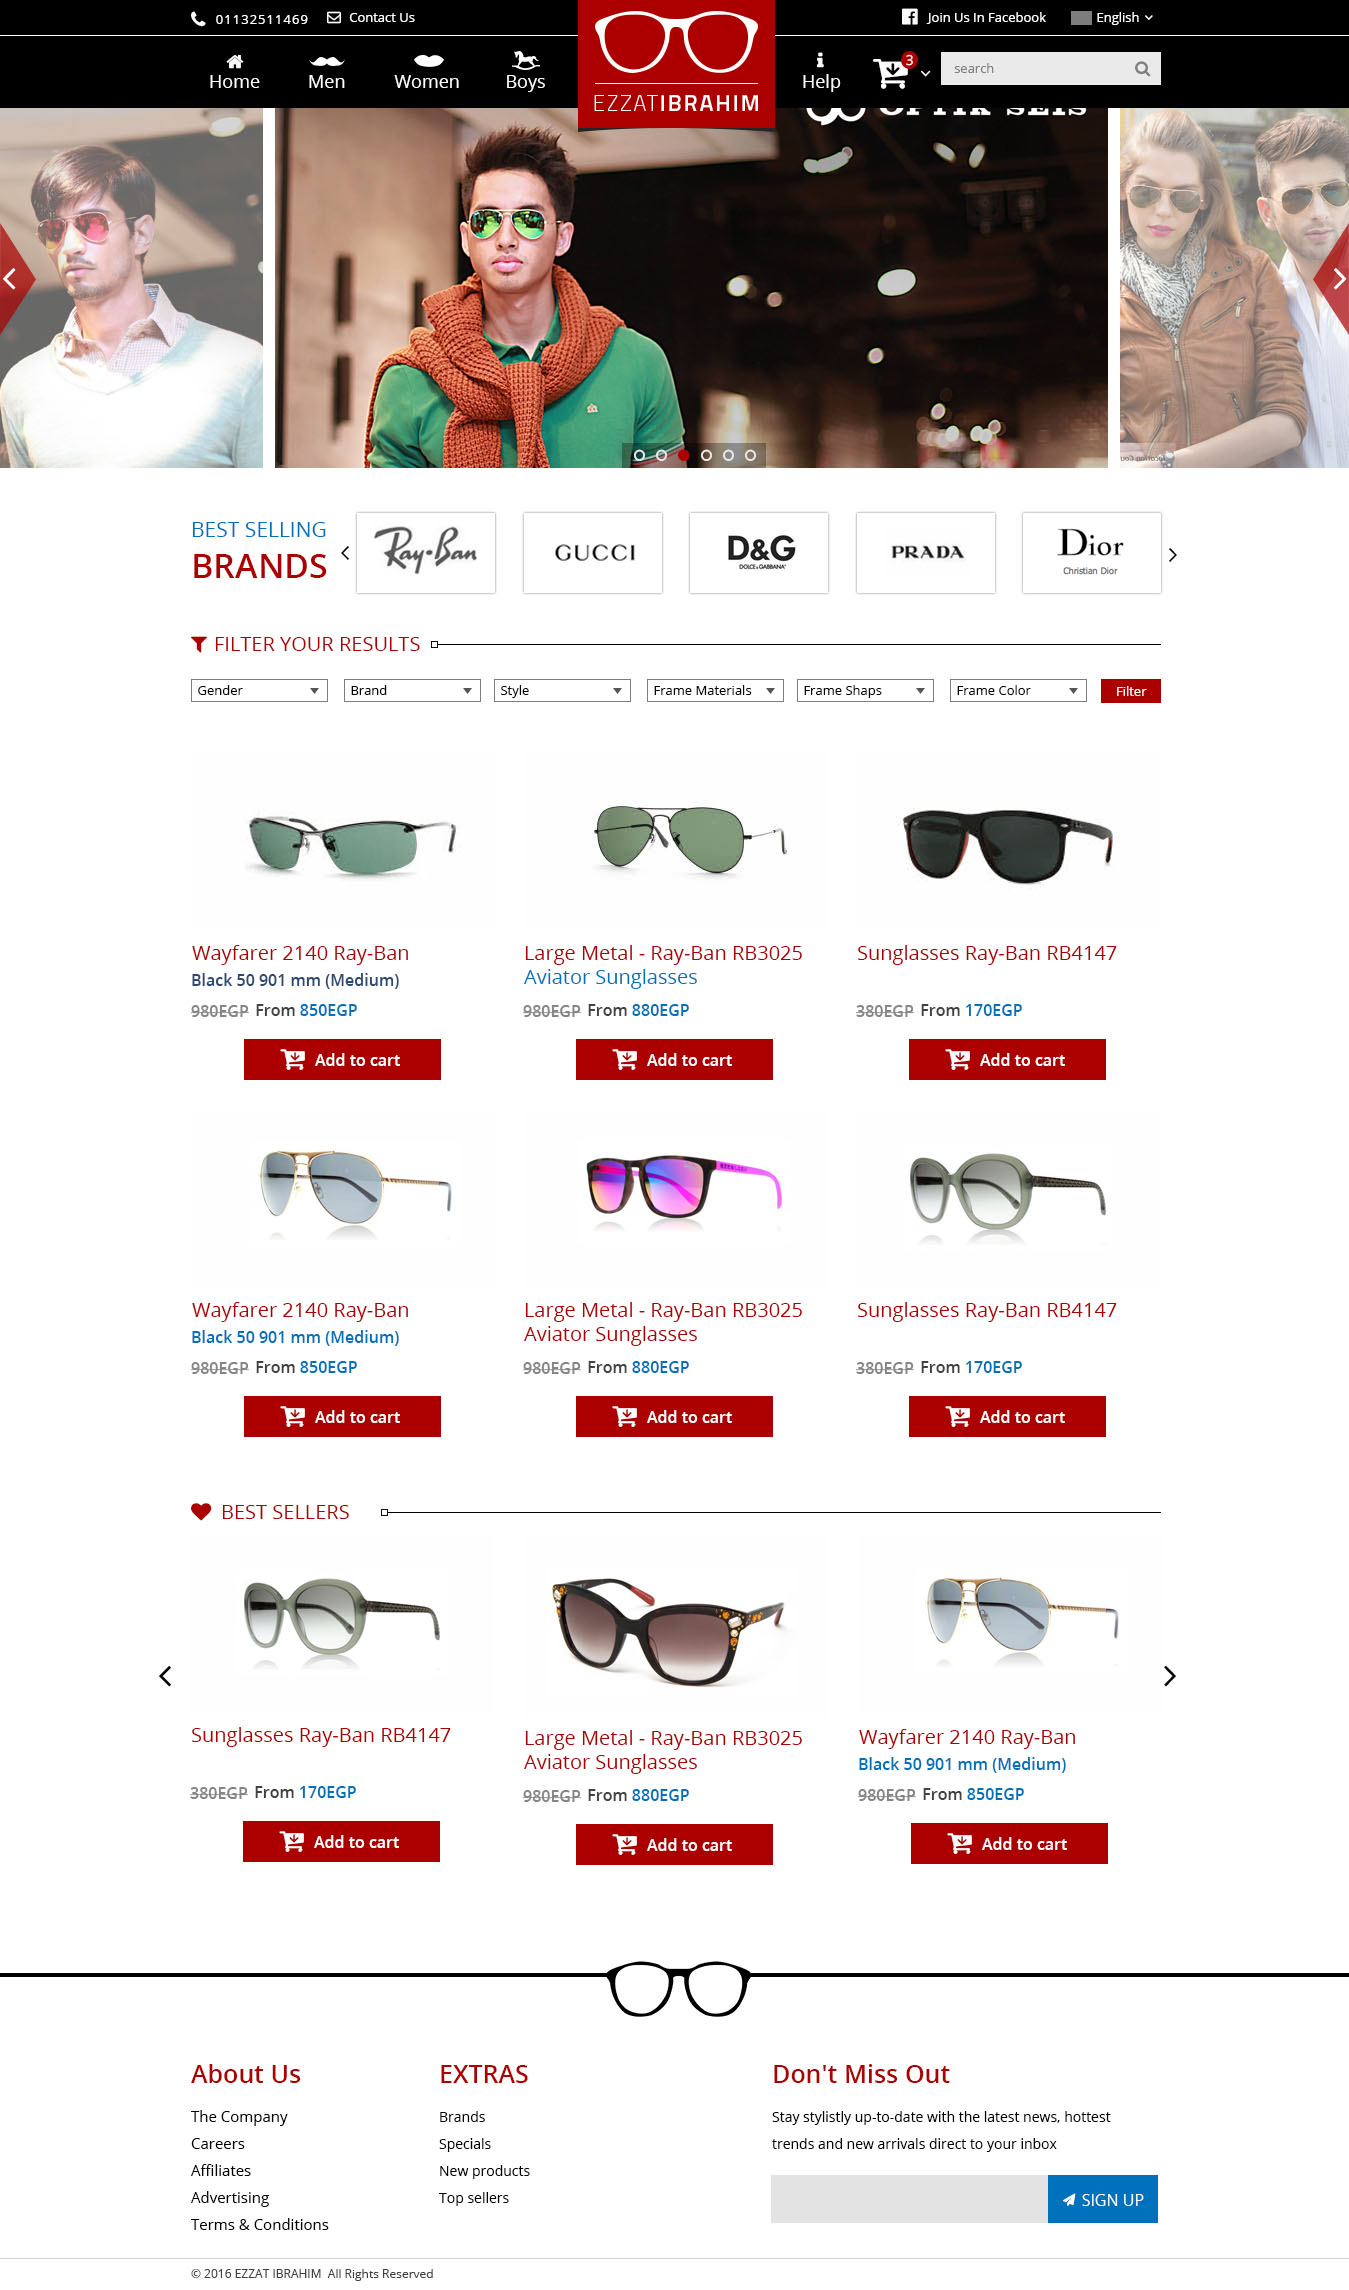 01132511469
Contact Us
Join Us In Facebook
English
Home
Men
Women
Boys
EZZATIBRAHIM
Help
3
search
OPTIK SEIS
BEST SELLING
BRANDS
Ray-Ban
GUCCI
D&G
DOLCE & GABBANA
PRADA
Dior
Christian Dior
FILTER YOUR RESULTS
Gender
Brand
Style
Frame Materials
Frame Shaps
Frame Color
Filter
Wayfarer 2140 Ray-Ban
Black 50 901 mm (Medium)
980EGP From 850EGP
Add to cart
Large Metal - Ray-Ban RB3025
Aviator Sunglasses
980EGP From 880EGP
Add to cart
Sunglasses Ray-Ban RB4147
380EGP From 170EGP
Add to cart
Wayfarer 2140 Ray-Ban
Black 50 901 mm (Medium)
980EGP From 850EGP
Add to cart
Large Metal - Ray-Ban RB3025
Aviator Sunglasses
980EGP From 880EGP
Add to cart
Sunglasses Ray-Ban RB4147
380EGP From 170EGP
Add to cart
BEST SELLERS
Sunglasses Ray-Ban RB4147
380EGP From 170EGP
Add to cart
Large Metal - Ray-Ban RB3025
Aviator Sunglasses
980EGP From 880EGP
Add to cart
Wayfarer 2140 Ray-Ban
Black 50 901 mm (Medium)
980EGP From 850EGP
Add to cart
About Us
The Company
Careers
Affiliates
Advertising
Terms & Conditions
EXTRAS
Brands
Specials
New products
Top sellers
Don't Miss Out
Stay stylistly up-to-date with the latest news, hottest
trends and new arrivals direct to your inbox
SIGN UP
© 2016 EZZAT IBRAHIM All Rights Reserved